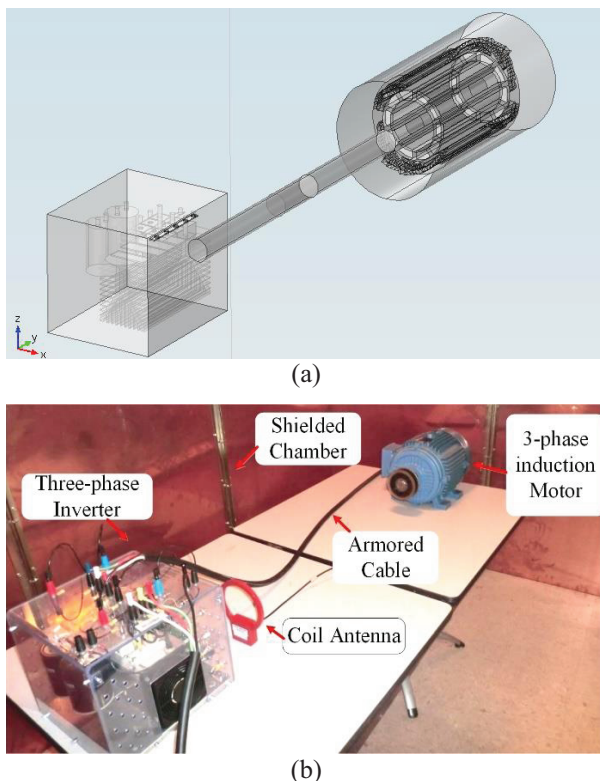 z
y
x
(a)
Shielded
Chamber
3-phase
induction
Motor
Three-phase
Inverter
Armored
Cable
Coil Antenna
(b)